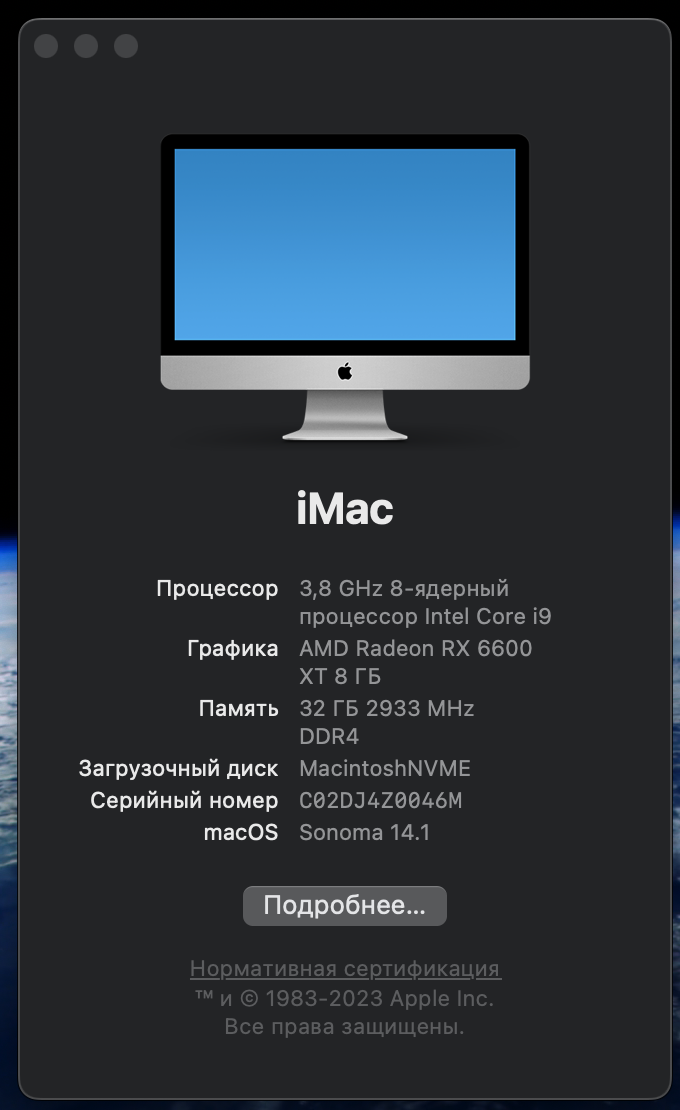 iMac
Процессор 3,8 GHz 8-ядерный
процессор Intel Core i9
Графика AMD Radeon RX 6600
XT 8 ГБ
Память 32 ГБ 2933 MHz
DDR4
Загрузочный диск MacintoshNVME
Серийный номер C02DJ4Z0046M
macOS Sonoma 14.1
Подробнее...
Нормативная сертификация
™ и © 1983-2023 Apple Inc.
Все права защищены.